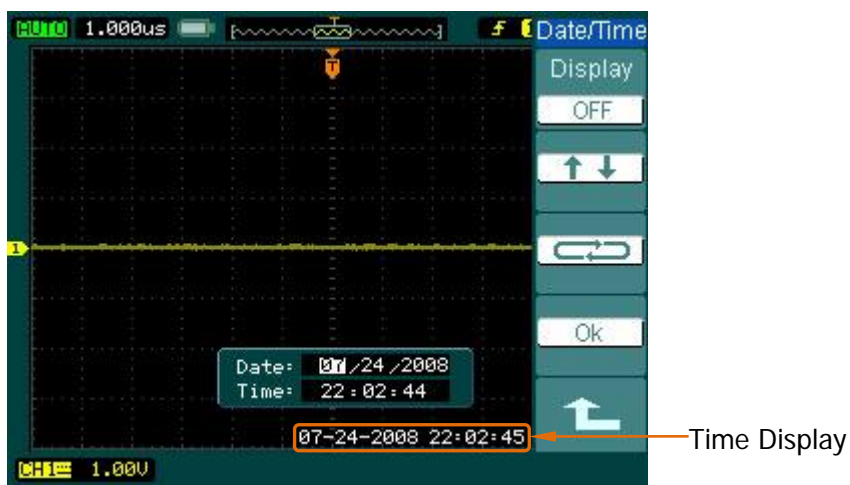 AUTO 1.000us
T
Date/Time
Display
OFF
Ok
1
Date: 07/24/2008
Time: 22:02:44
07-24-2008 22:02:45
Time Display
CH1 1.00V